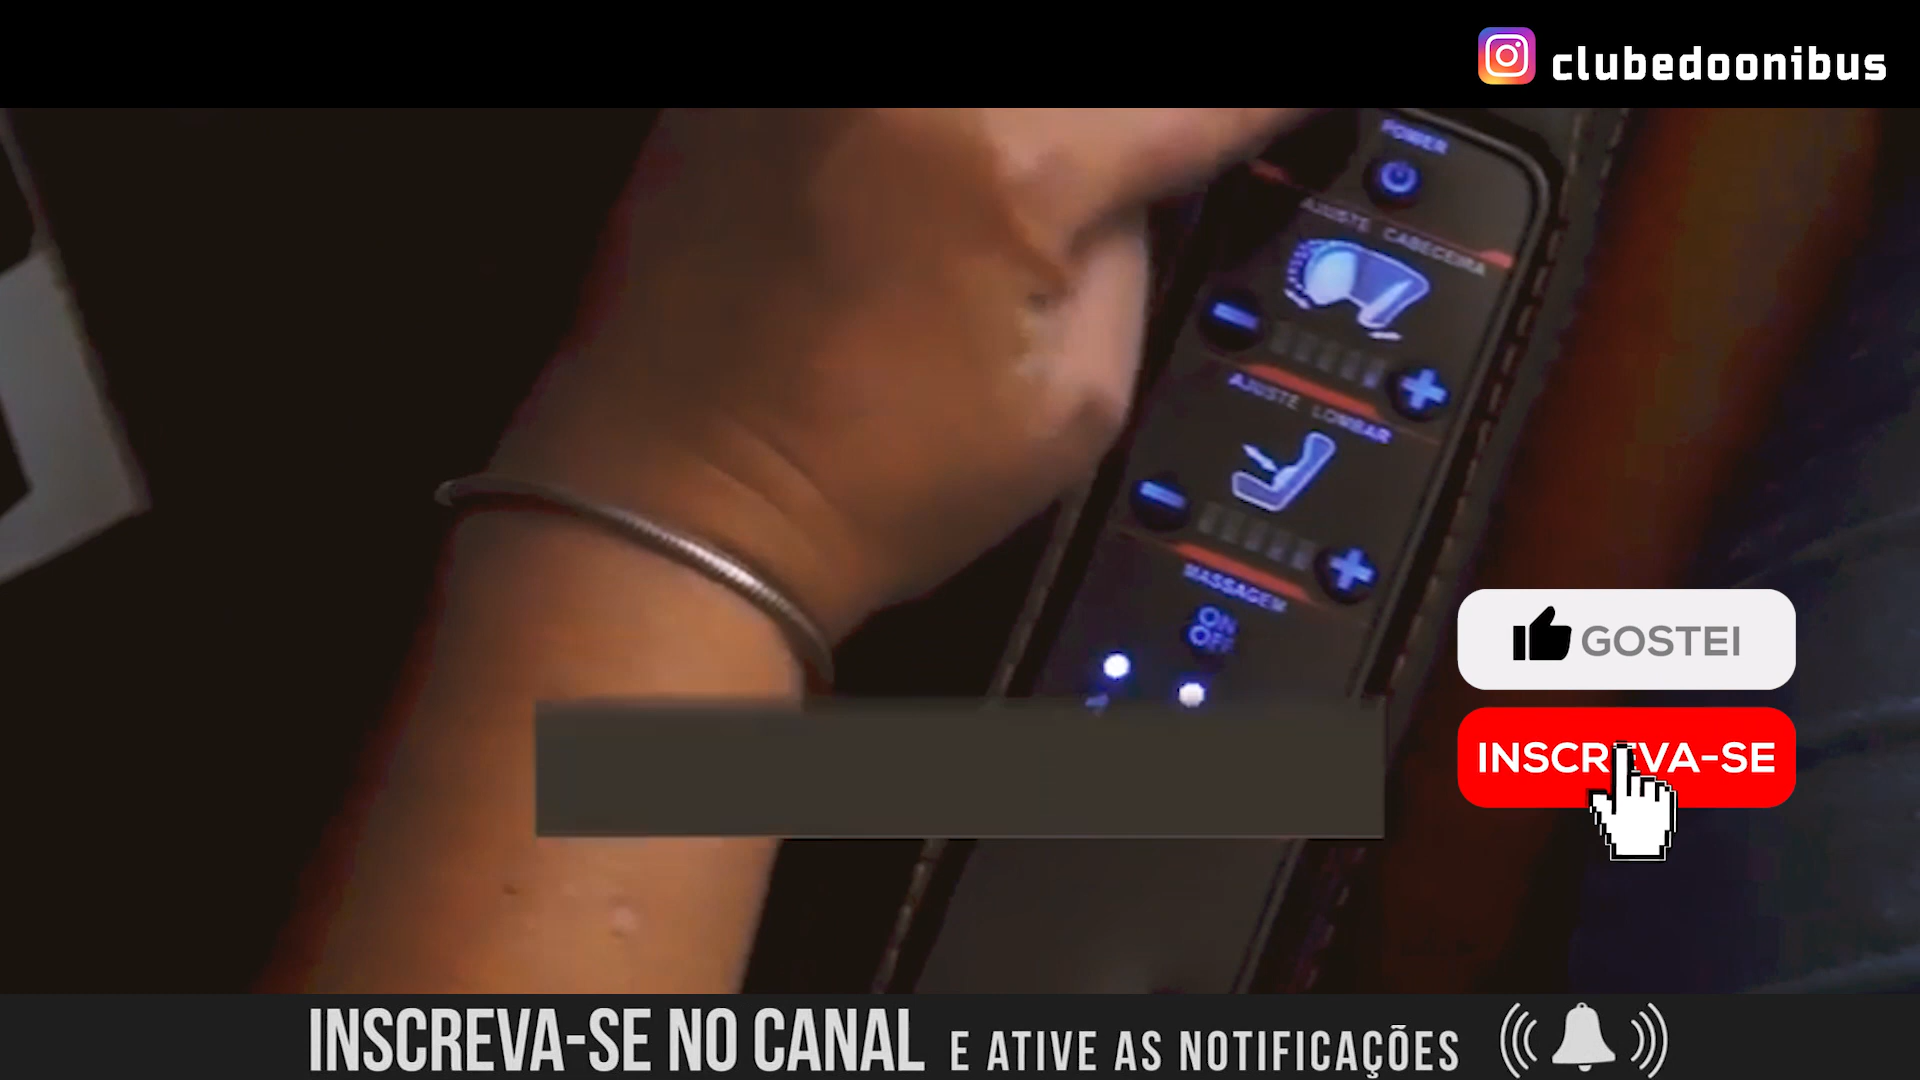 clubedoonibus
POWER
AJUSTE CABECEIRA
AJUSTE LOMBAR
MASSAGEM
ON
OFF
GOSTEI
INSCREVA-SE
INSCREVA-SE NO CANAL E ATIVE AS NOTIFICAÇÕES